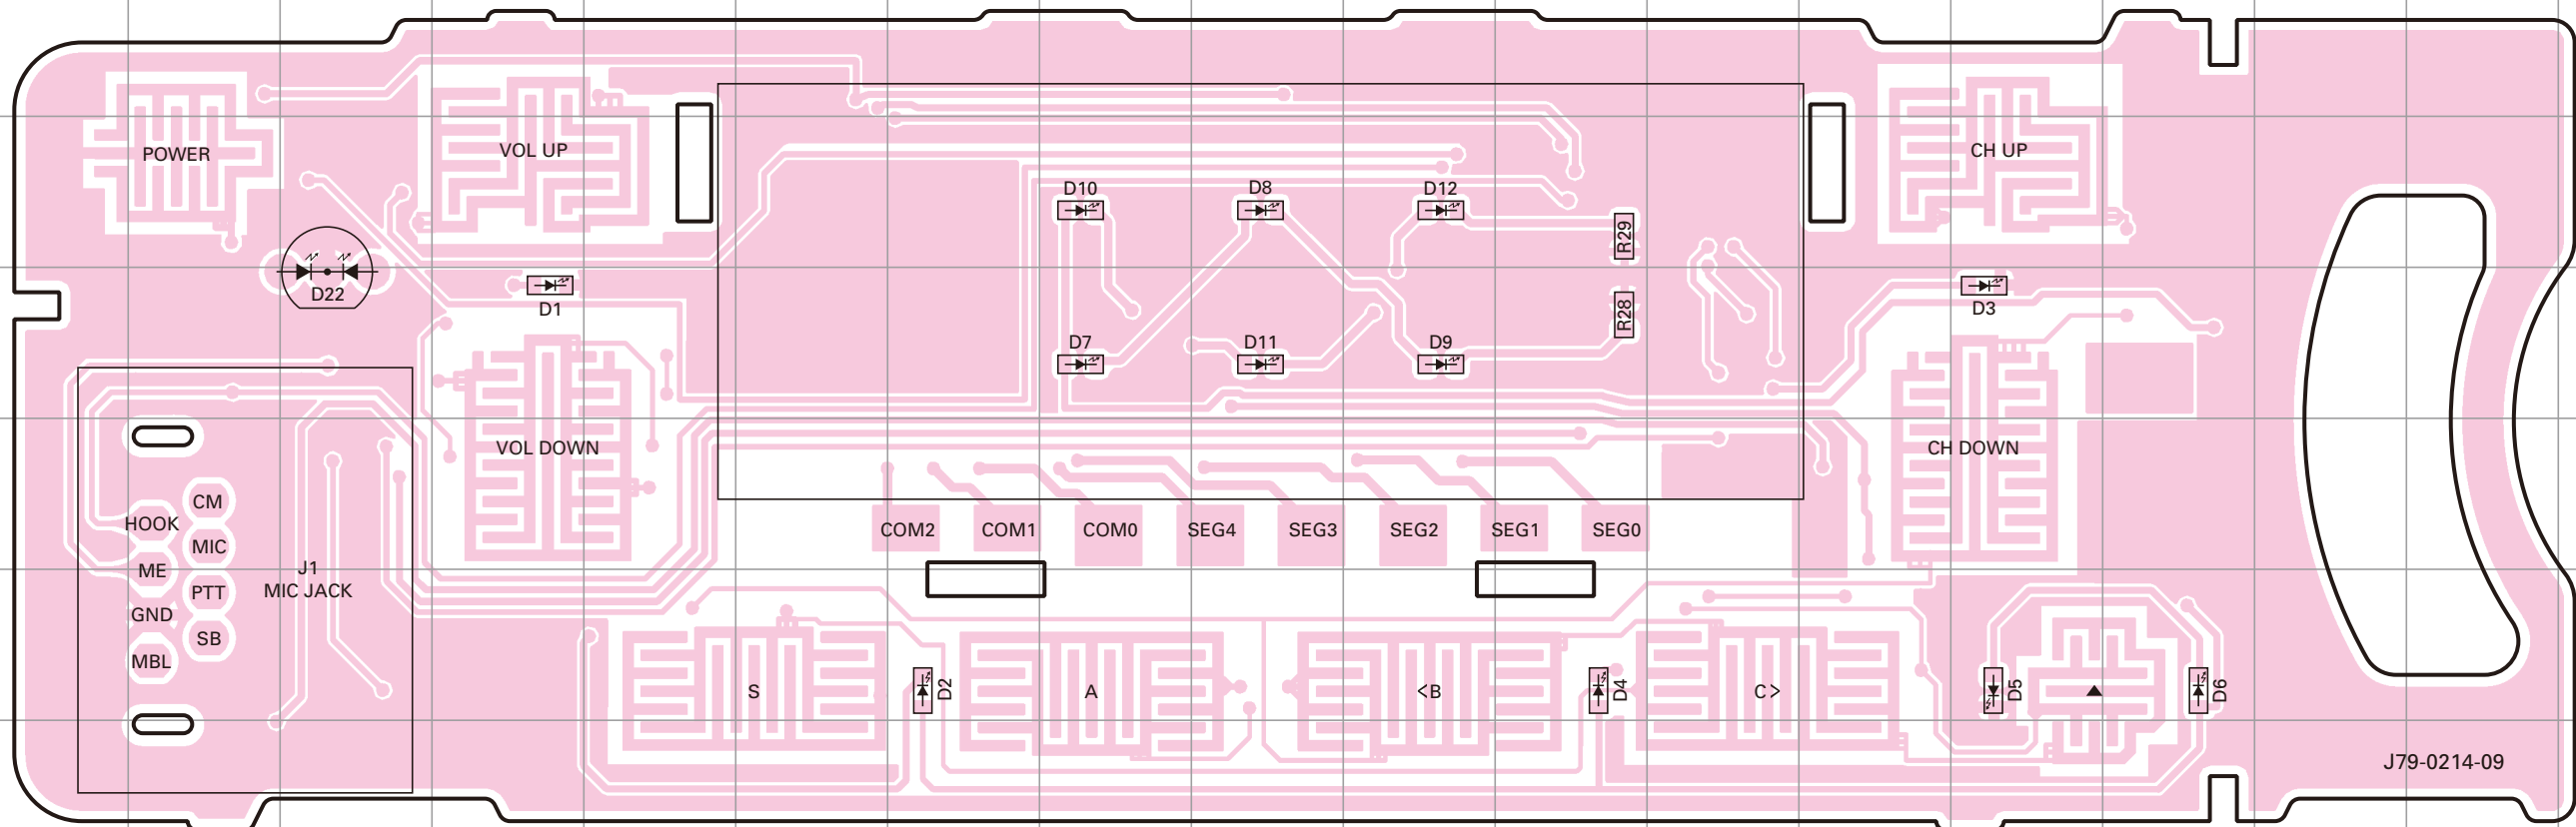 POWER
VOL UP
CH UP
D10
D8
D12
R29
D22
D1
D3
R28
D7
D11
D9
VOL DOWN
CH DOWN
CM
HOOK
MIC
ME
PTT
GND
SB
MBL
J1
MIC JACK
COM2
COM1
COM0
SEG4
SEG3
SEG2
SEG1
SEG0
S
D2
A
<B
D4
C>
D5
▲
D6
J79-0214-09